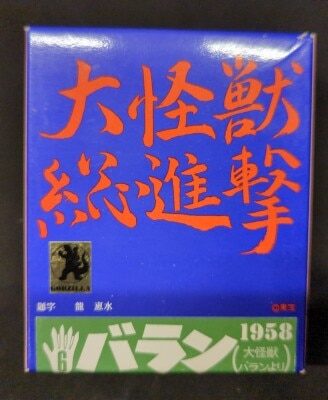 大怪獣
総進撃
GODZILLA
題字 龍 惠水
©東宝
6
バラン
1958
(大怪獣
バランより)